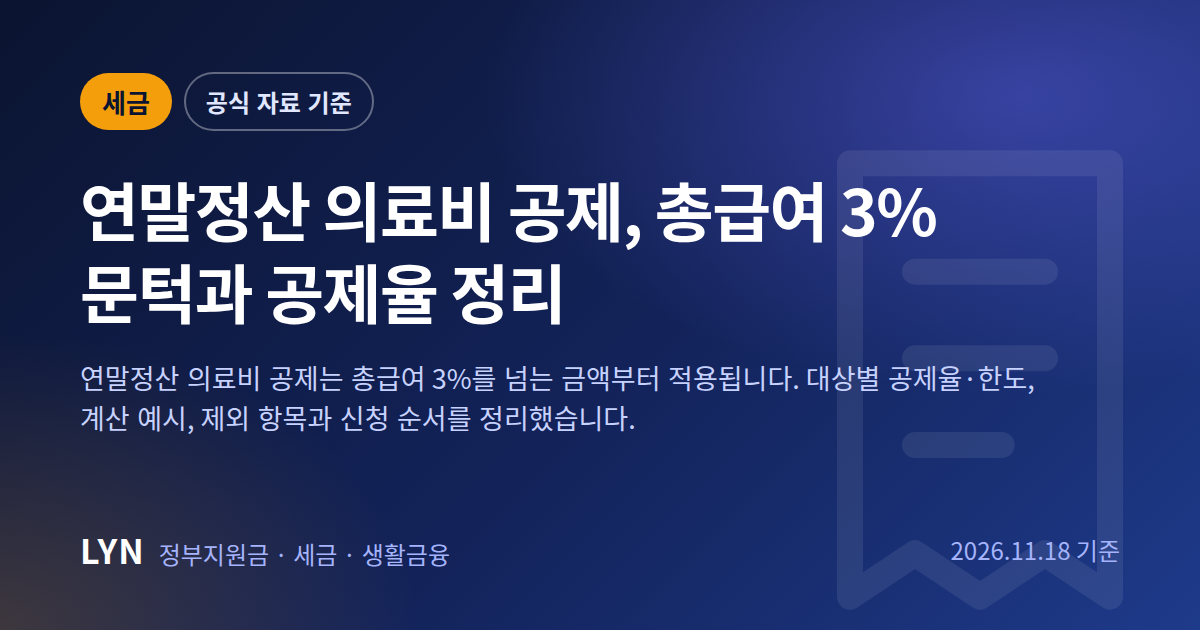 세금
공식 자료 기준
연말정산 의료비 공제, 총급여 3%
문턱과 공제율 정리
연말정산 의료비 공제는 총급여 3%를 넘는 금액부터 적용됩니다. 대상별 공제율·한도,
계산 예시, 제외 항목과 신청 순서를 정리했습니다.
LYN 정부지원금 · 세금 · 생활금융
2026.11.18 기준